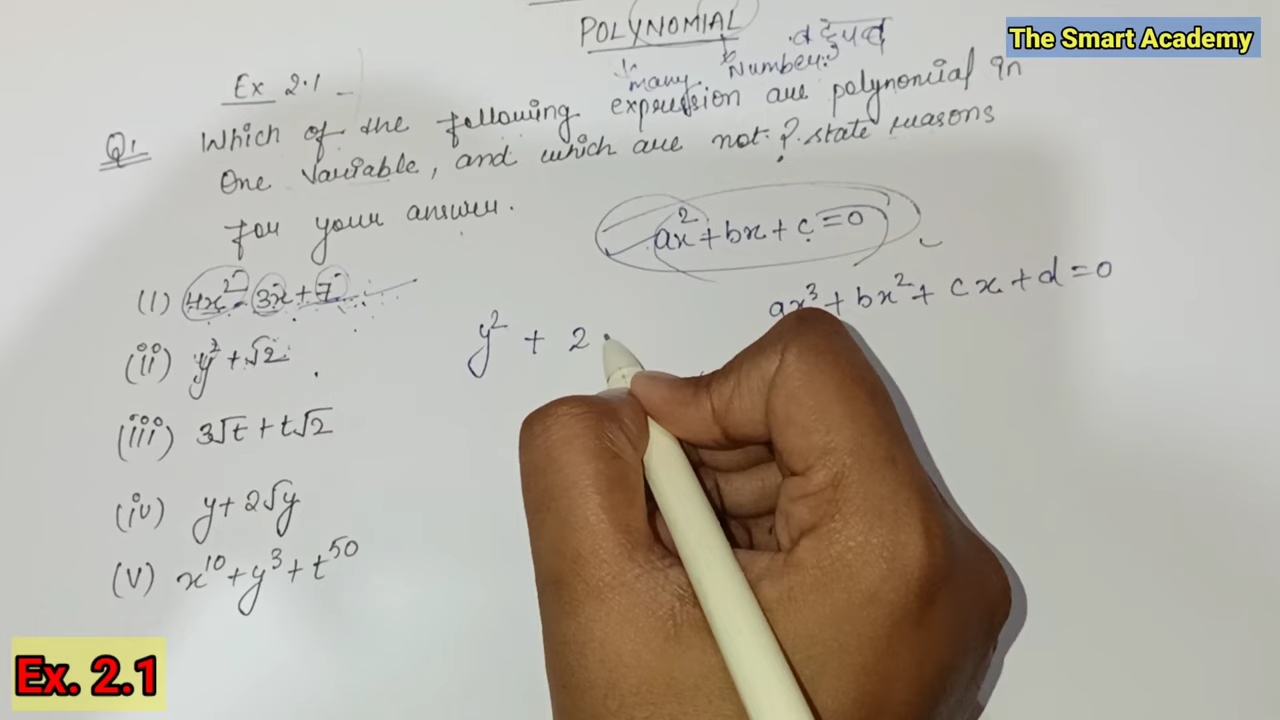 POLYNOMIAL
The Smart Academy
many. Number.
Ex 2.1 -
Q1 Which of the following expression are polynomial in
One Variable, and which are not ? state reasons
for your answer.
ax² + bx + c = 0
(i) 4x² - 3x + 7
ax³ + bx² + cx + d = 0
(ii) y² + √2
y² + 2
(iii) 3√t + t√2
(iv) y + 2√y
(v) x¹⁰ + y³ + t⁵⁰
Ex. 2.1